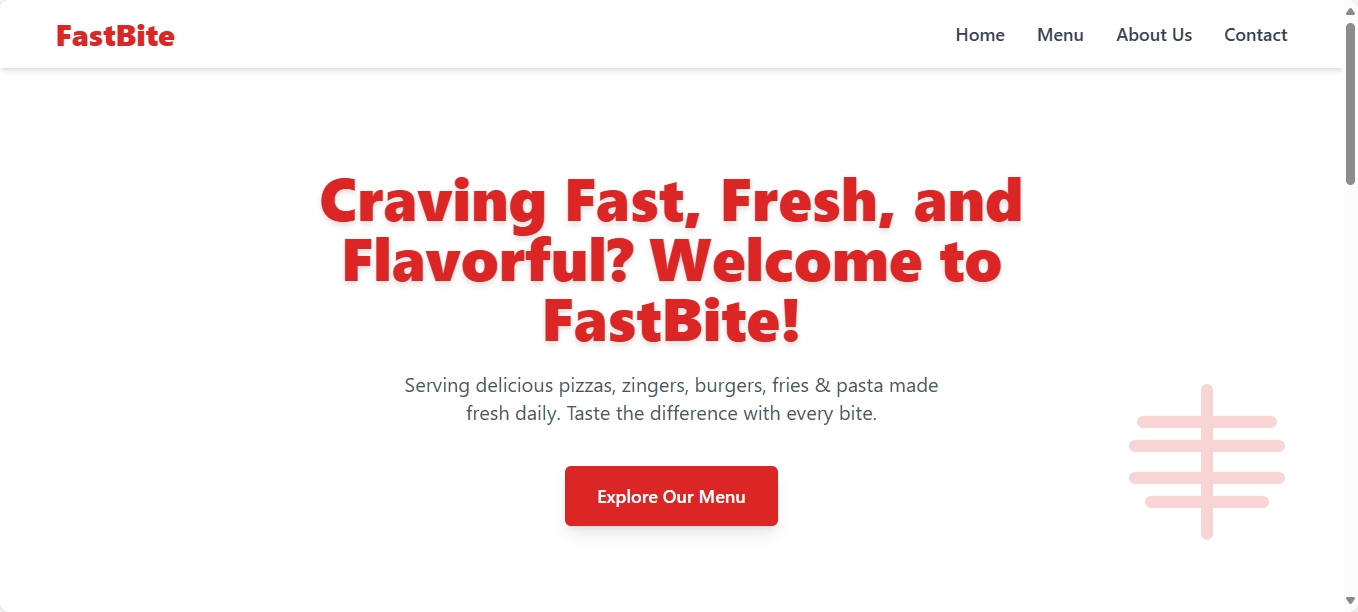 FastBite
Home Menu About Us Contact
Craving Fast, Fresh, and
Flavorful? Welcome to
FastBite!
Serving delicious pizzas, zingers, burgers, fries & pasta made
fresh daily. Taste the difference with every bite.
Explore Our Menu